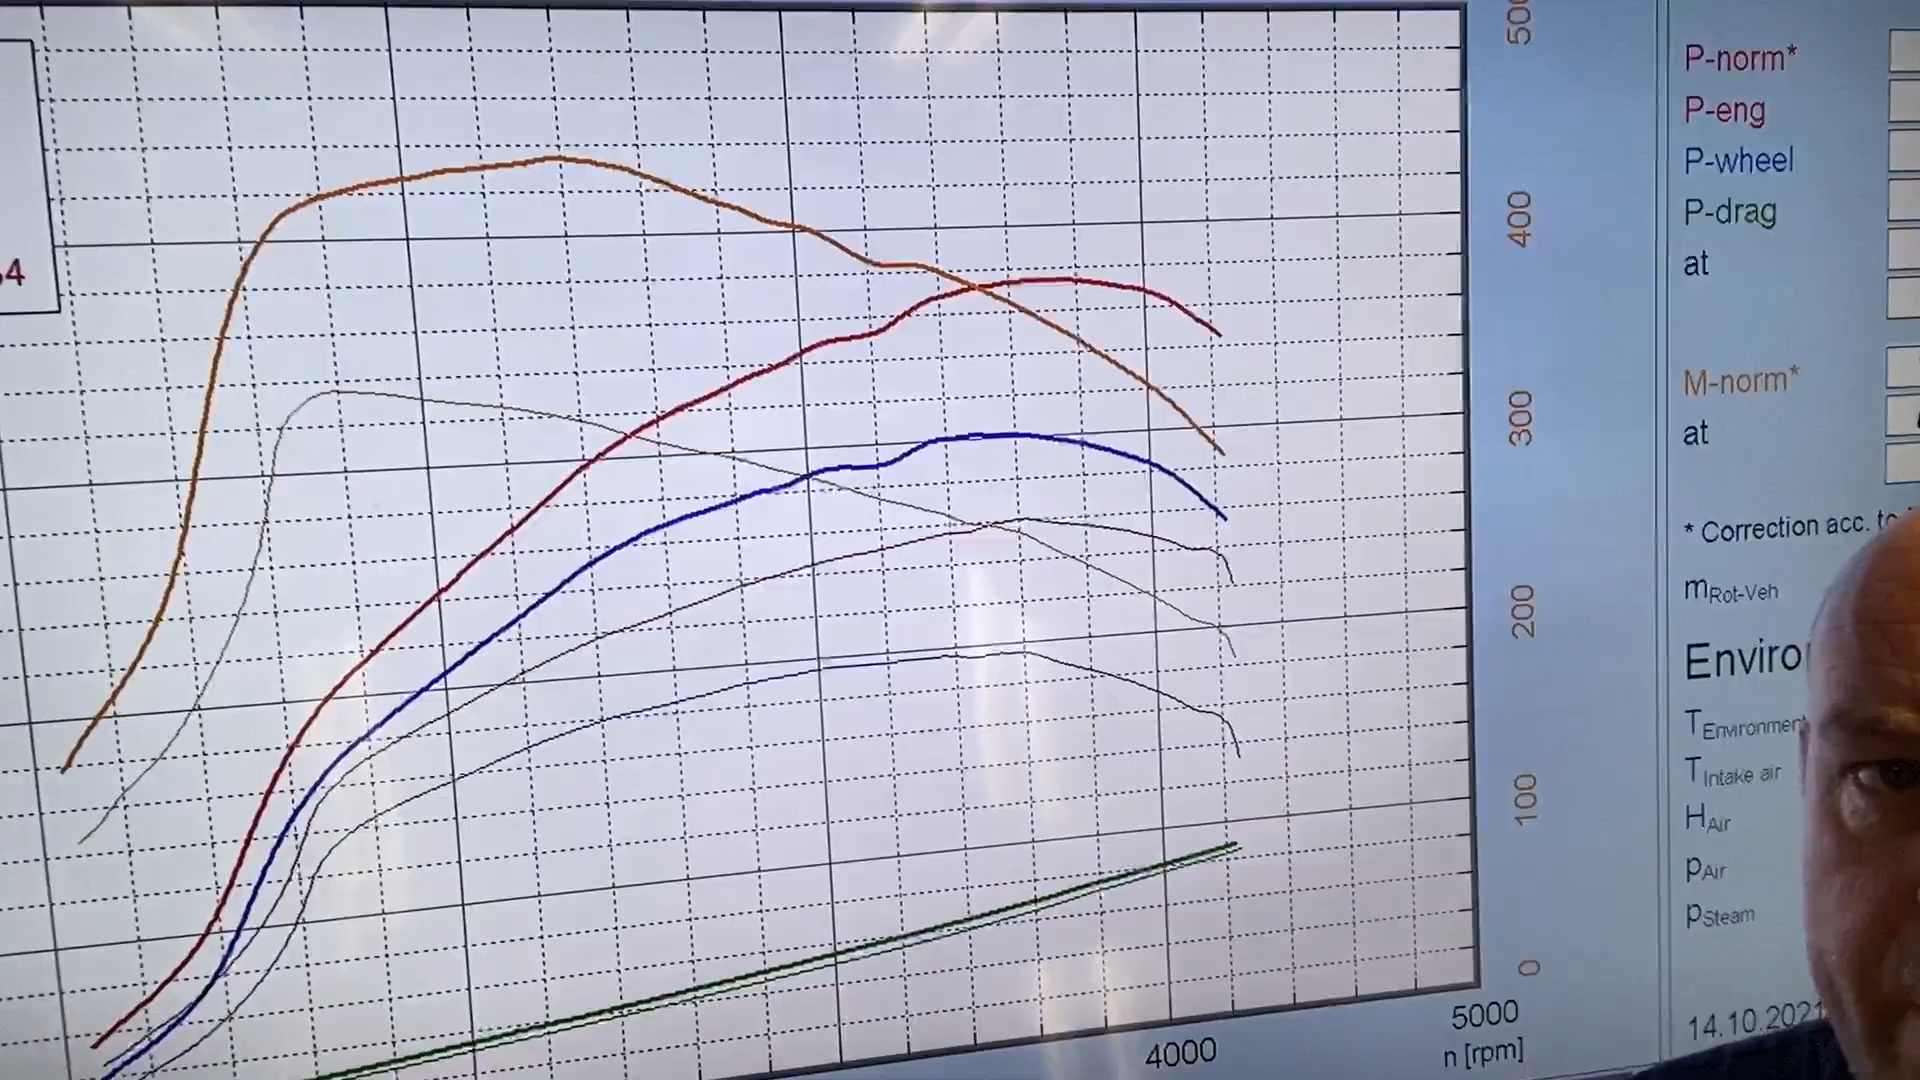 500
P-norm*
P-eng
P-wheel
P-drag
at
400
4
M-norm*
300
at
* Correction acc. to
mRot-Veh
200
Enviro
TEnvironment
TIntake air
100
HAir
pAir
pSteam
0
14.10.2021
5000
4000
n [rpm]